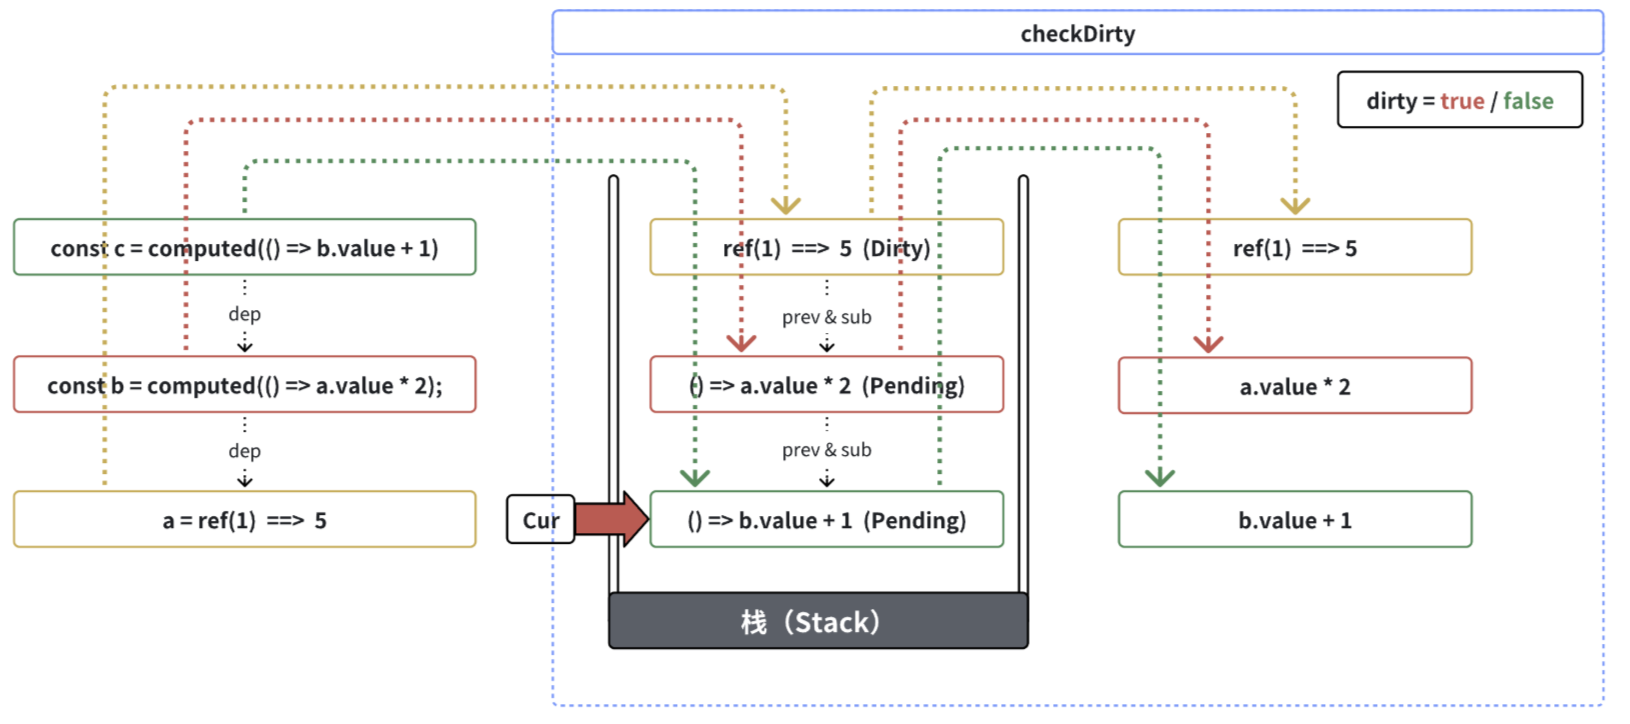 checkDirty
dirty = true / false
const c = computed(() => b.value + 1)
dep
const b = computed(() => a.value * 2);
dep
a = ref(1) ==> 5
Cur
ref(1) ==> 5 (Dirty)
prev & sub
() => a.value * 2 (Pending)
prev & sub
() => b.value + 1 (Pending)
栈（Stack）
ref(1) ==> 5
a.value * 2
b.value + 1